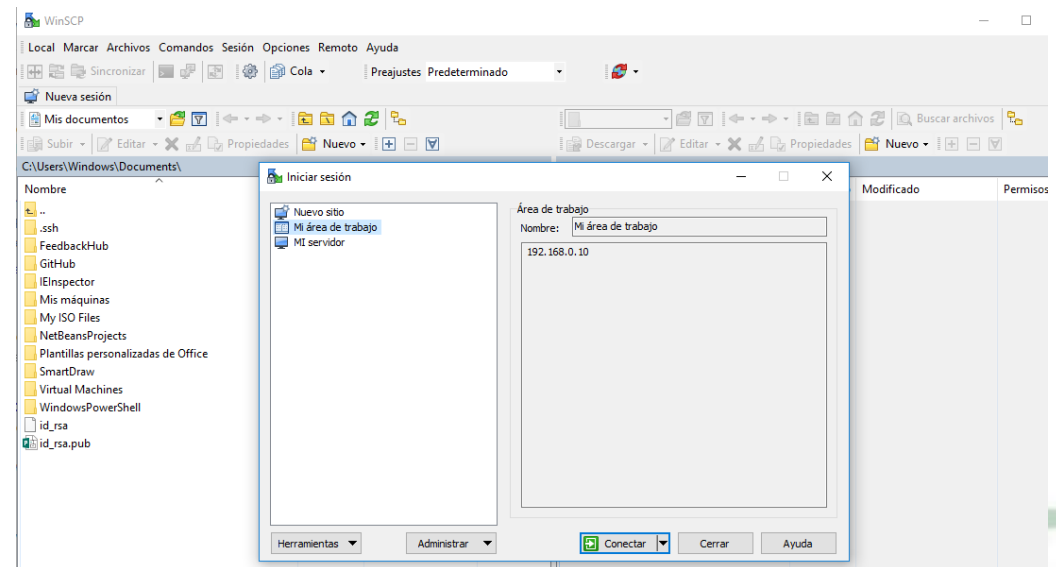 WinSCP
Local Marcar Archivos Comandos Sesión Opciones Remoto Ayuda
Sincronizar Cola Preajustes Predeterminado
Nueva sesión
Mis documentos Buscar archivos
Subir Editar Propiedades Nuevo Descargar Editar Propiedades Nuevo
C:\Users\Windows\Documents\
Nombre Modificado Permisos
..
.ssh
FeedbackHub
GitHub
IEInspector
Mis máquinas
My ISO Files
NetBeansProjects
Plantillas personalizadas de Office
SmartDraw
Virtual Machines
WindowsPowerShell
id_rsa
id_rsa.pub
Iniciar sesión
Nuevo sitio
Mi área de trabajo
MI servidor
Área de trabajo
Nombre: Mi área de trabajo
192.168.0.10
Herramientas Administrar Conectar Cerrar Ayuda